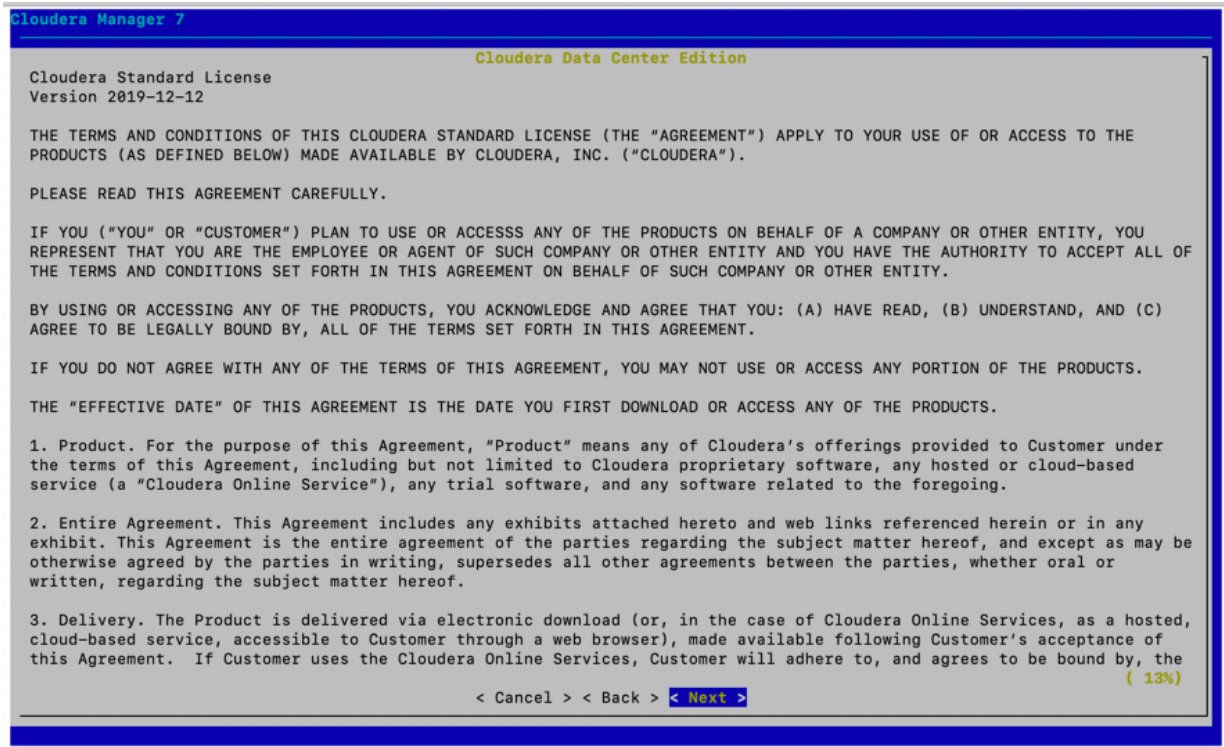 Cloudera Manager 7
Cloudera Data Center Edition
Cloudera Standard License
Version 2019-12-12
THE TERMS AND CONDITIONS OF THIS CLOUDERA STANDARD LICENSE (THE “AGREEMENT”) APPLY TO YOUR USE OF OR ACCESS TO THE
PRODUCTS (AS DEFINED BELOW) MADE AVAILABLE BY CLOUDERA, INC. (“CLOUDERA”).
PLEASE READ THIS AGREEMENT CAREFULLY.
IF YOU (“YOU” OR “CUSTOMER”) PLAN TO USE OR ACCESSS ANY OF THE PRODUCTS ON BEHALF OF A COMPANY OR OTHER ENTITY, YOU
REPRESENT THAT YOU ARE THE EMPLOYEE OR AGENT OF SUCH COMPANY OR OTHER ENTITY AND YOU HAVE THE AUTHORITY TO ACCEPT ALL OF
THE TERMS AND CONDITIONS SET FORTH IN THIS AGREEMENT ON BEHALF OF SUCH COMPANY OR OTHER ENTITY.
BY USING OR ACCESSING ANY OF THE PRODUCTS, YOU ACKNOWLEDGE AND AGREE THAT YOU: (A) HAVE READ, (B) UNDERSTAND, AND (C)
AGREE TO BE LEGALLY BOUND BY, ALL OF THE TERMS SET FORTH IN THIS AGREEMENT.
IF YOU DO NOT AGREE WITH ANY OF THE TERMS OF THIS AGREEMENT, YOU MAY NOT USE OR ACCESS ANY PORTION OF THE PRODUCTS.
THE “EFFECTIVE DATE” OF THIS AGREEMENT IS THE DATE YOU FIRST DOWNLOAD OR ACCESS ANY OF THE PRODUCTS.
1. Product. For the purpose of this Agreement, “Product” means any of Cloudera’s offerings provided to Customer under
the terms of this Agreement, including but not limited to Cloudera proprietary software, any hosted or cloud-based
service (a “Cloudera Online Service”), any trial software, and any software related to the foregoing.
2. Entire Agreement. This Agreement includes any exhibits attached hereto and web links referenced herein or in any
exhibit. This Agreement is the entire agreement of the parties regarding the subject matter hereof, and except as may be
otherwise agreed by the parties in writing, supersedes all other agreements between the parties, whether oral or
written, regarding the subject matter hereof.
3. Delivery. The Product is delivered via electronic download (or, in the case of Cloudera Online Services, as a hosted,
cloud-based service, accessible to Customer through a web browser), made available following Customer’s acceptance of
this Agreement.  If Customer uses the Cloudera Online Services, Customer will adhere to, and agrees to be bound by, the
( 13%)
< Cancel > < Back > < Next >